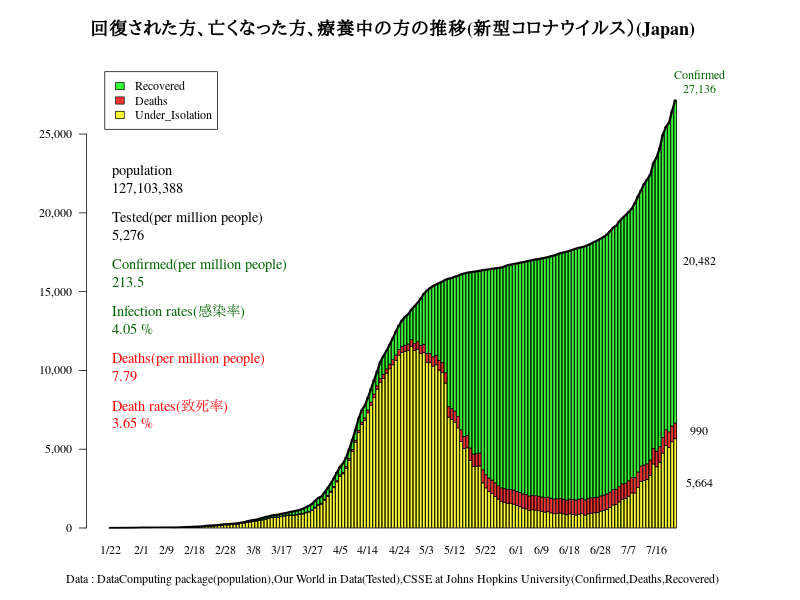 回復された方、亡くなった方、療養中の方の推移(新型コロナウイルス)(Japan)
Confirmed
27,136
Recovered
Deaths
Under_Isolation
25,000
population
127,103,388
20,000
Tested(per million people)
5,276
Confirmed(per million people)
213.5
20,482
15,000
Infection rates(感染率)
4.05 %
Deaths(per million people)
7.79
10,000
Death rates(致死率)
3.65 %
990
5,000
5,664
0
1/22 2/1 2/9 2/18 2/28 3/8 3/17 3/27 4/5 4/14 4/24 5/3 5/12 5/22 6/1 6/9 6/18 6/28 7/7 7/16
Data : DataComputing package(population),Our World in Data(Tested),CSSE at Johns Hopkins University(Confirmed,Deaths,Recovered)